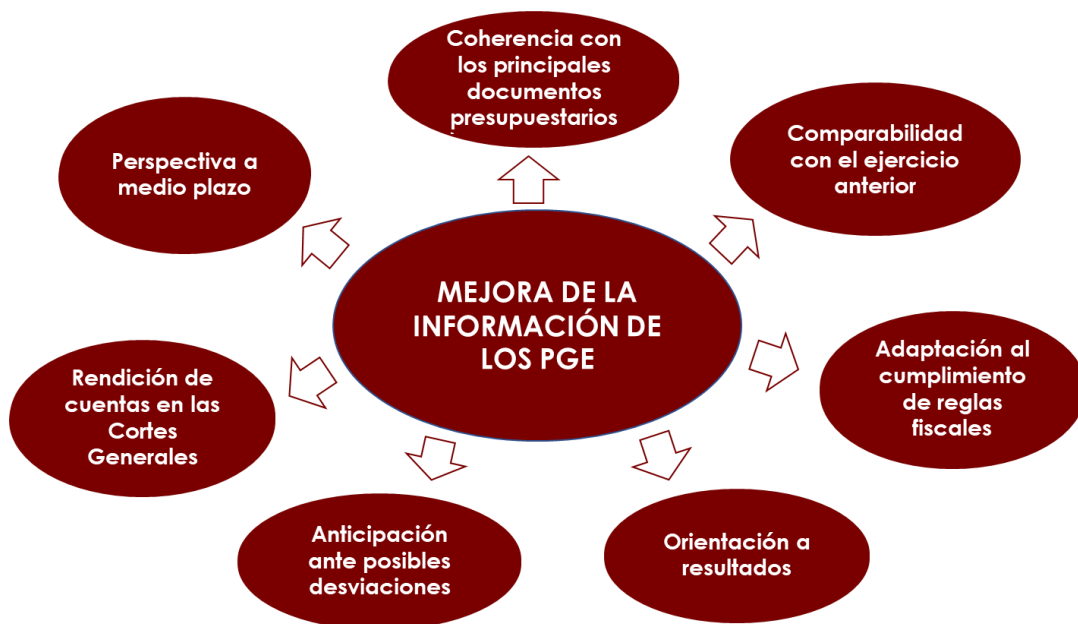 Coherencia con
los principales
documentos
presupuestarios
Comparabilidad
con el ejercicio
anterior
Perspectiva a
medio plazo
MEJORA DE LA
INFORMACIÓN DE
LOS PGE
Adaptación al
cumplimiento
de reglas
fiscales
Rendición de
cuentas en las
Cortes
Generales
Anticipación
ante posibles
desviaciones
Orientación a
resultados